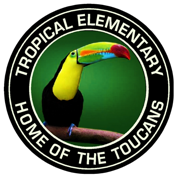 TROPICAL ELEMENTARY
HOME OF THE TOUCANS